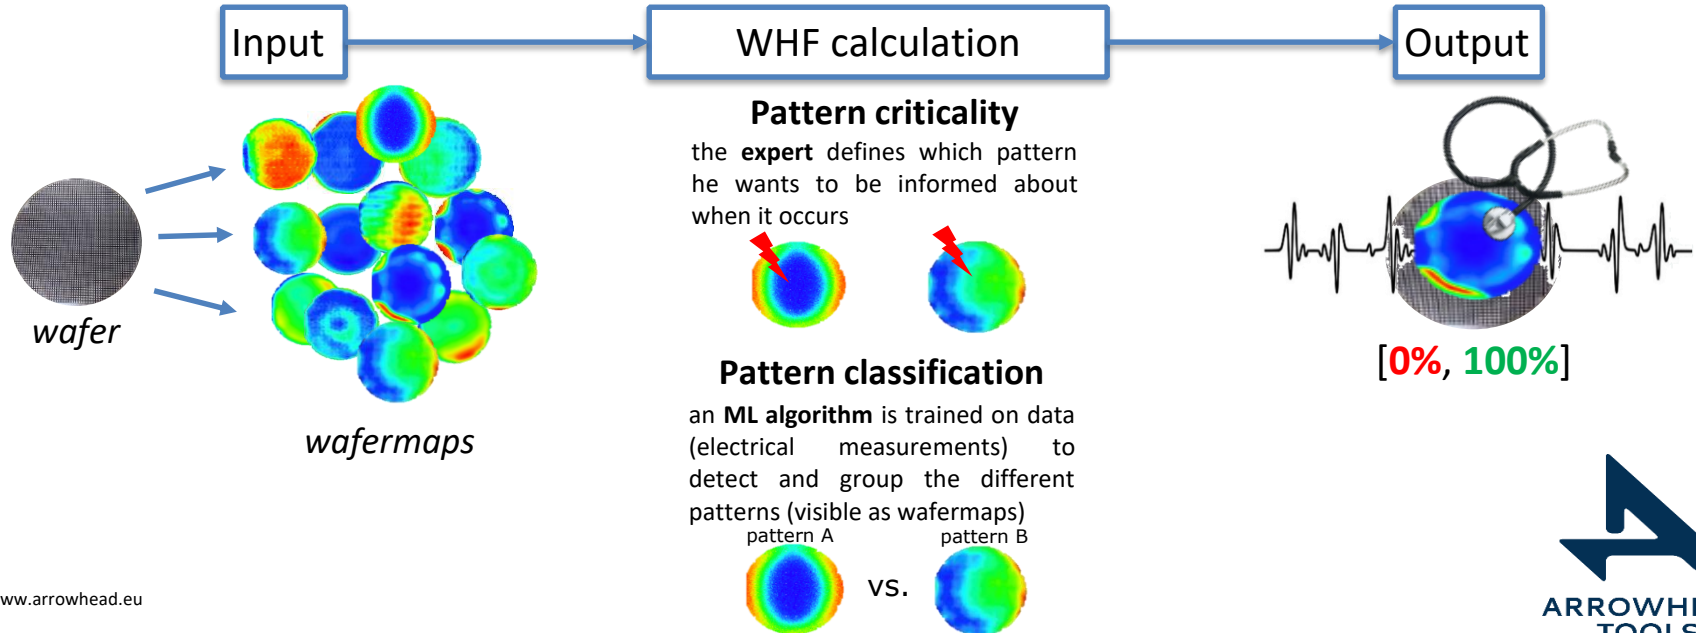 Input
WHF calculation
Output
Pattern criticality
the expert defines which pattern
he wants to be informed about
when it occurs
wafer
wafermaps
Pattern classification
an ML algorithm is trained on data
(electrical measurements) to
detect and group the different
patterns (visible as wafermaps)
pattern A
pattern B
vs.
[0%, 100%]
ww.arrowhead.eu
ARROWHE
TOOLS